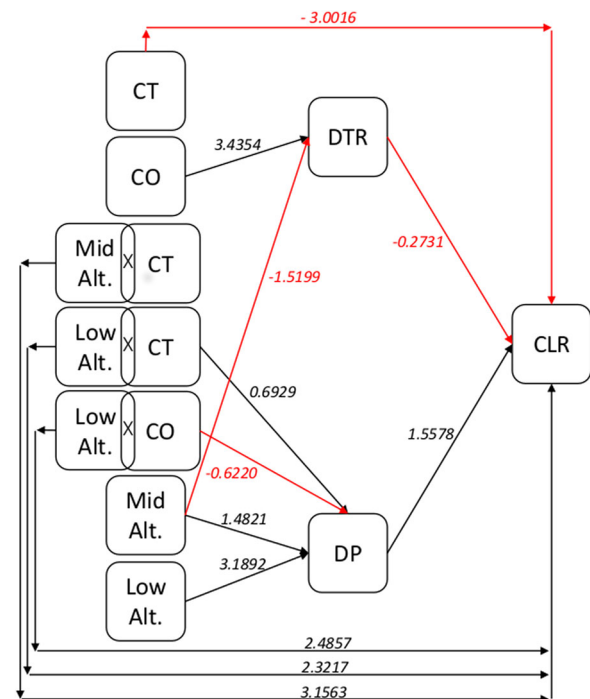 - 3.0016
CT
DTR
3.4354
CO
Mid
Alt.
X
CT
-1.5199
-0.2731
Low
Alt.
X
CT
CLR
0.6929
Low
Alt.
X
CO
1.5578
-0.6220
Mid
Alt.
1.4821
DP
3.1892
Low
Alt.
2.4857
2.3217
3.1563